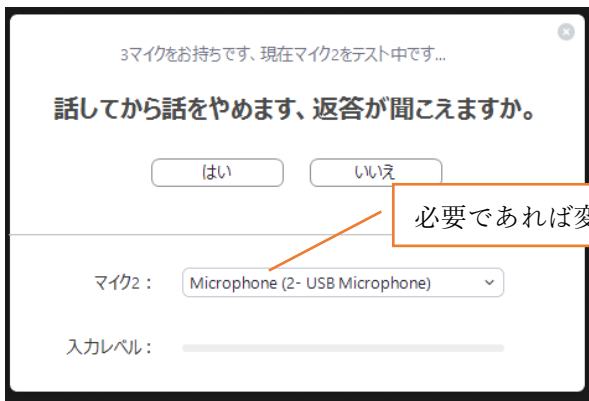 3マイクをお持ちです、現在マイク2をテスト中です...
話してから話をやめます、返答が聞こえますか。
はい
いいえ
必要であれば変
マイク2：
Microphone (2- USB Microphone)
入力レベル：